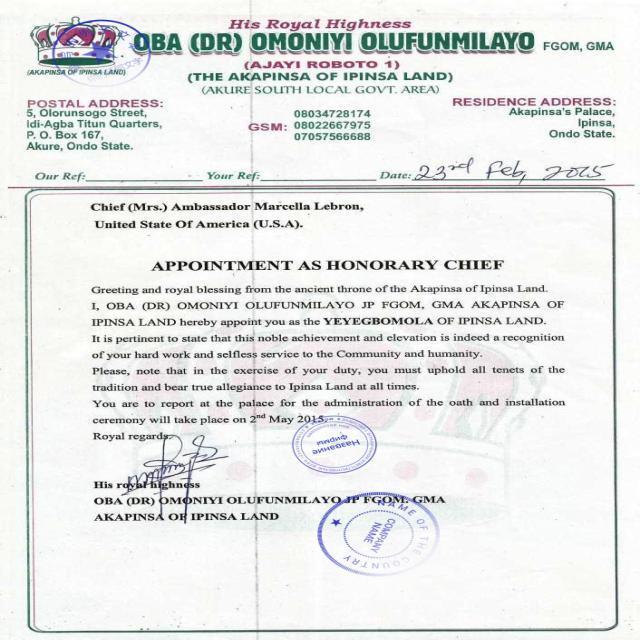 His Royal Highness
OBA (DR) OMONIYI OLUFUNMILAYO FGOM, GMA
(AJAYI ROBOTO 1)
(THE AKAPINSA OF IPINSA LAND)
(AKURE SOUTH LOCAL GOVT. AREA)
(AKAPINSA OF IPINSA LAND)
POSTAL ADDRESS:
5, Olorunsogo Street,
Idi-Agba Titun Quarters,
P. O. Box 167,
Akure, Ondo State.
GSM: 08034728174
08022667975
07057566688
RESIDENCE ADDRESS:
Akapinsa's Palace,
Ipinsa,
Ondo State.
Our Ref: Your Ref: Date: 23rd Feb, 2015
Chief (Mrs.) Ambassador Marcella Lebron,
United State Of America (U.S.A).
APPOINTMENT AS HONORARY CHIEF
Greeting and royal blessing from the ancient throne of the Akapinsa of Ipinsa Land.
I, OBA (DR) OMONIYI OLUFUNMILAYO JP FGOM, GMA AKAPINSA OF
IPINSA LAND hereby appoint you as the YEYEGBOMOLA OF IPINSA LAND.
It is pertinent to state that this noble achievement and elevation is indeed a recognition
of your hard work and selfless service to the Community and humanity.
Please, note that in the exercise of your duty, you must uphold all tenets of the
tradition and bear true allegiance to Ipinsa Land at all times.
You are to report at the palace for the administration of the oath and installation
ceremony will take place on 2nd May 2015.
Royal regards.
Название
фирмы
His royal highness
OBA (DR) OMONIYI OLUFUNMILAYO JP FGOM, GMA
AKAPINSA OF IPINSA LAND
NAME OF THE COUNTRY
COMPANY
NAME